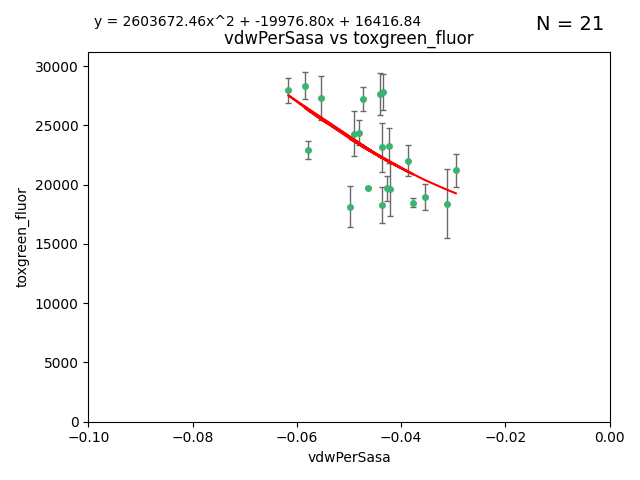 y = 2603672.46x^2 + -19976.80x + 16416.84
N = 21
vdwPerSasa vs toxgreen_fluor
30000
25000
20000
15000
10000
5000
0
toxgreen_fluor
−0.10
−0.08
−0.06
−0.04
−0.02
0.00
vdwPerSasa